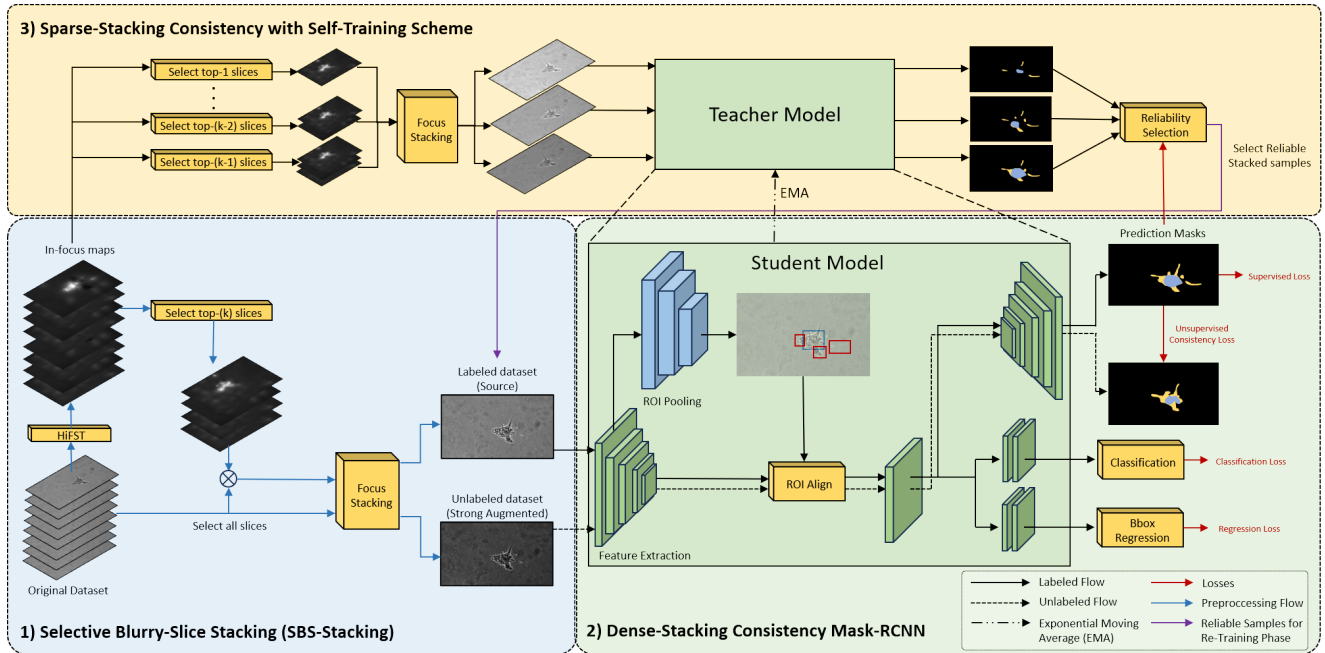 3) Sparse-Stacking Consistency with Self-Training Scheme
Select top-1 slices
Select top-(k-2) slices
Select top-(k-1) slices
Focus
Stacking
Teacher Model
Reliability
Selection
Select Reliable
Stacked samples
EMA
In-focus maps
Select top-(k) slices
HiFST
Select all slices
Original Dataset
Focus
Stacking
Labeled dataset
(Source)
Unlabeled dataset
(Strong Augmented)
1) Selective Blurry-Slice Stacking (SBS-Stacking)
Student Model
ROI Pooling
Feature Extraction
ROI Align
Prediction Masks
Supervised Loss
Unsupervised
Consistency Loss
Classification
Classification Loss
Bbox
Regression
Regression Loss
2) Dense-Stacking Consistency Mask-RCNN
Labeled Flow
Unlabeled Flow
Exponential Moving
Average (EMA)
Losses
Preproccessing Flow
Reliable Samples for
Re-Training Phase